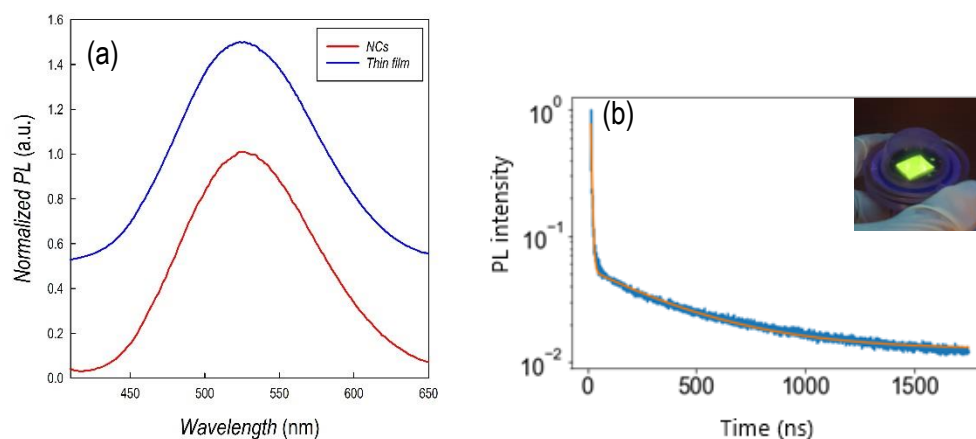 (a)
NCs
Thin film
1.6
1.4
1.2
1.0
0.8
0.6
0.4
0.2
0.0
450
500
550
600
650
Normalized PL (a.u.)
Wavelength (nm)
(b)
10⁰
10⁻¹
10⁻²
0
500
1000
1500
PL intensity
Time (ns)